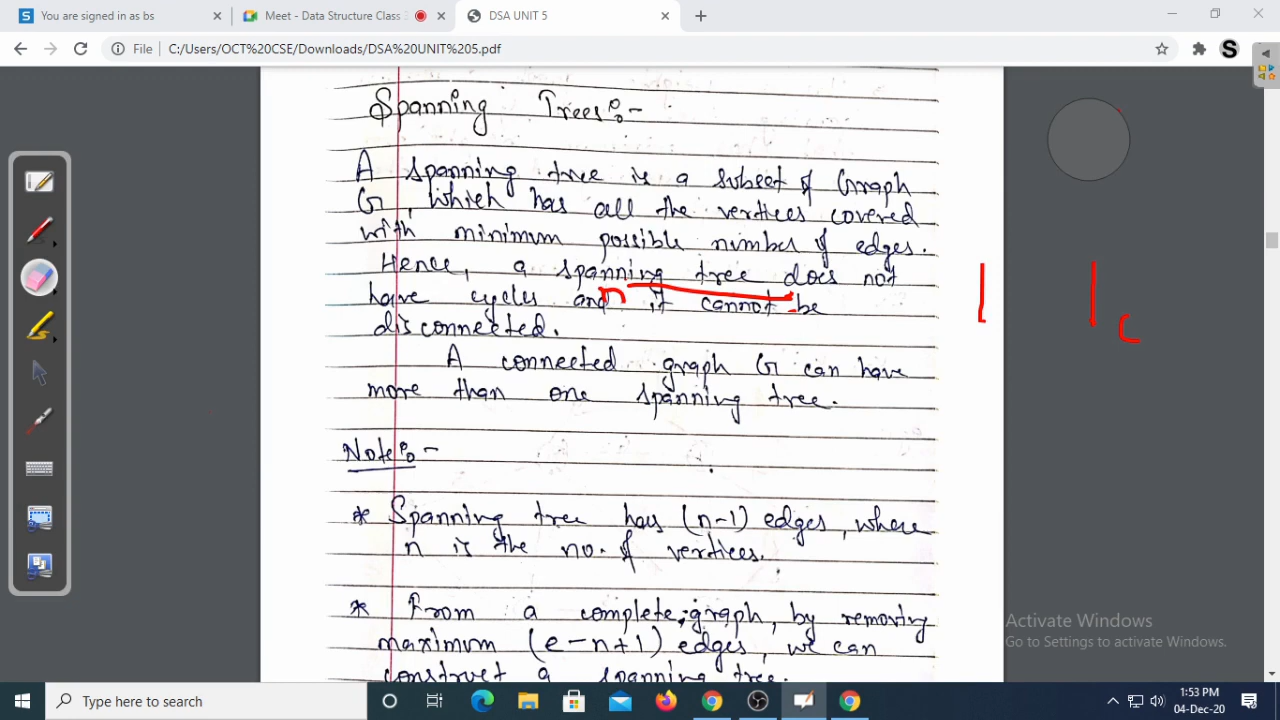 You are signed in as bs
Meet - Data Structure Class
DSA UNIT 5
File
C:/Users/OCT%20CSE/Downloads/DSA%20UNIT%205.pdf
S
Spanning Trees:-
A spanning tree is a subset of Graph
G, which has all the vertices covered
with minimum possible number of edges.
Hence, a spanning tree does not
have cycles and it cannot be
disconnected.
A connected graph G can have
more than one spanning tree.
Note:-
* Spanning tree has (n-1) edges, where
n is the no. of vertices.
* From a complete graph, by removing
maximum (e-n+1) edges, we can
construct a spanning tree.
n
c
Activate Windows
Go to Settings to activate Windows.
Type here to search
1:53 PM
04-Dec-20